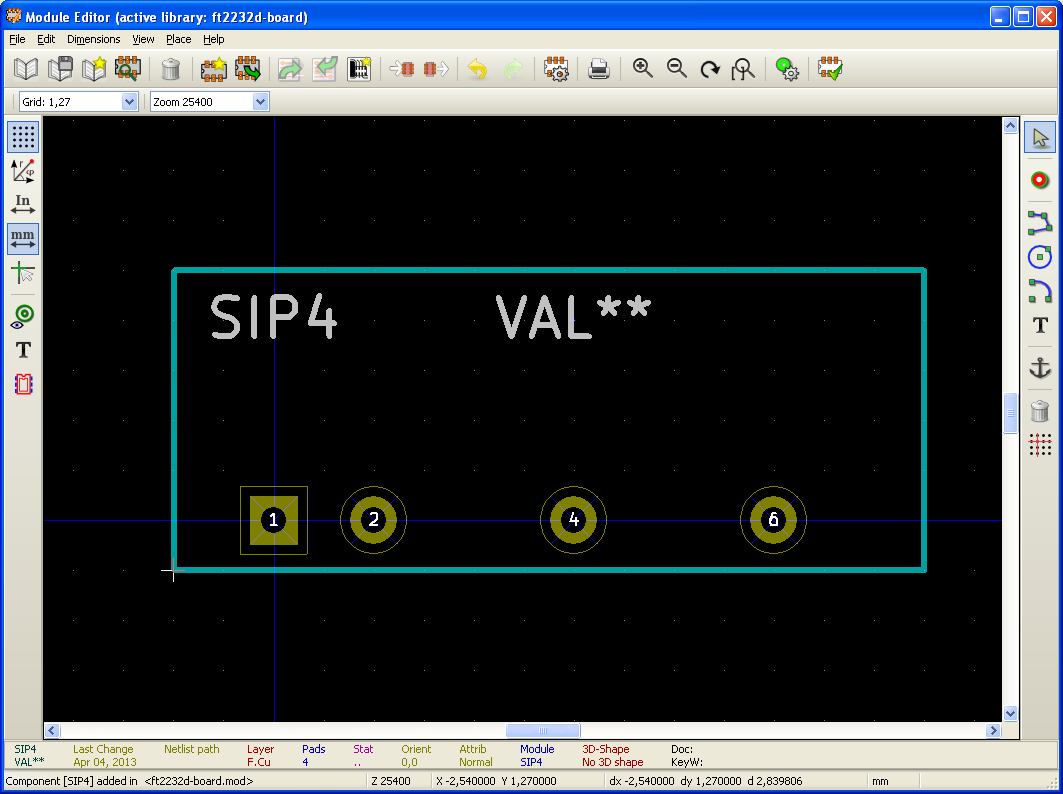 Module Editor (active library: ft2232d-board)
File Edit Dimensions View Place Help
Grid: 1,27 Zoom 25400
In
mm
T
T
SIP4 VAL**
1 2 4 6
SIP4 Last Change Netlist path Layer Pads Stat Orient Attrib Module 3D-Shape Doc:
VAL** Apr 04, 2013 F.Cu 4 .. 0,0 Normal SIP4 No 3D shape KeyW:
Component [SIP4] added in <ft2232d-board.mod> Z 25400 X -2,540000 Y 1,270000 dx -2,540000 dy 1,270000 d 2,839806 mm